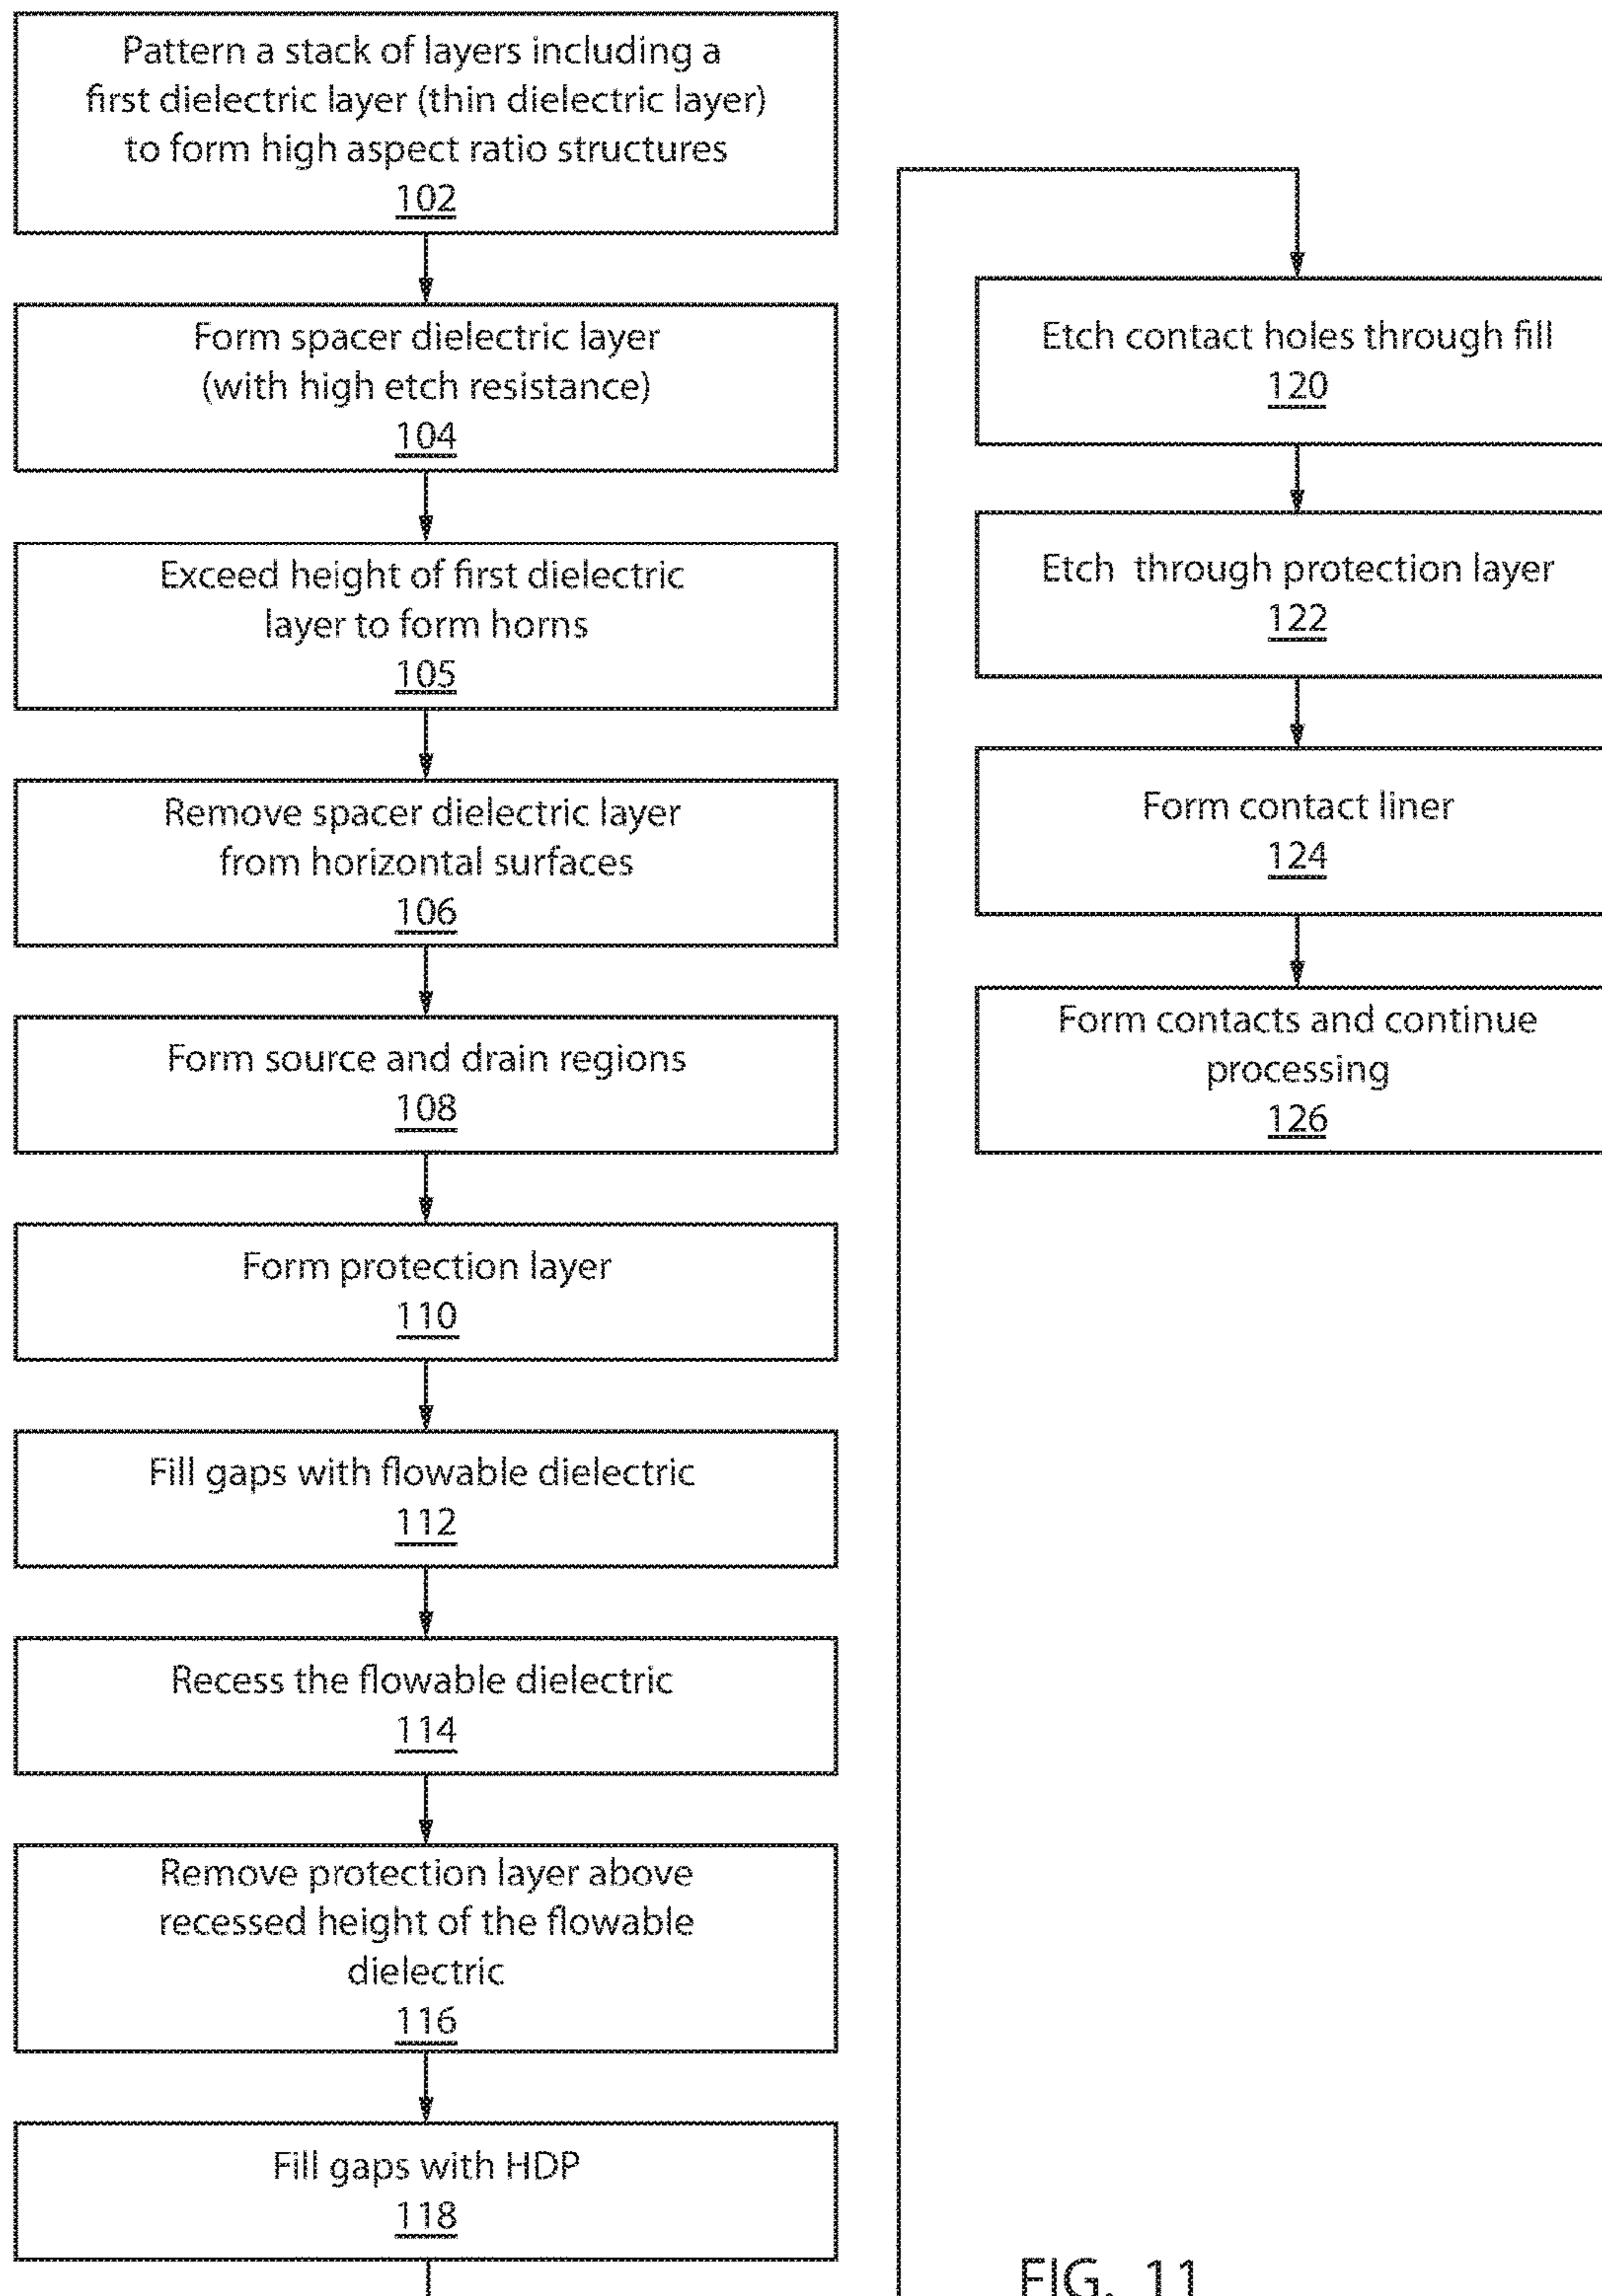 Pattern a stack of layers including a
first dielectric layer (thin dielectric layer)
to form high aspect ratio structures
102
Form spacer dielectric layer
(with high etch resistance)
104
Exceed height of first dielectric
layer to form horns
105
Remove spacer dielectric layer
from horizontal surfaces
106
Form source and drain regions
108
Form protection layer
110
Fill gaps with flowable dielectric
112
Recess the flowable dielectric
114
Remove protection layer above
recessed height of the flowable
dielectric
116
Fill gaps with HDP
118
Etch contact holes through fill
120
Etch through protection layer
122
Form contact liner
124
Form contacts and continue
processing
126
FIG. 11